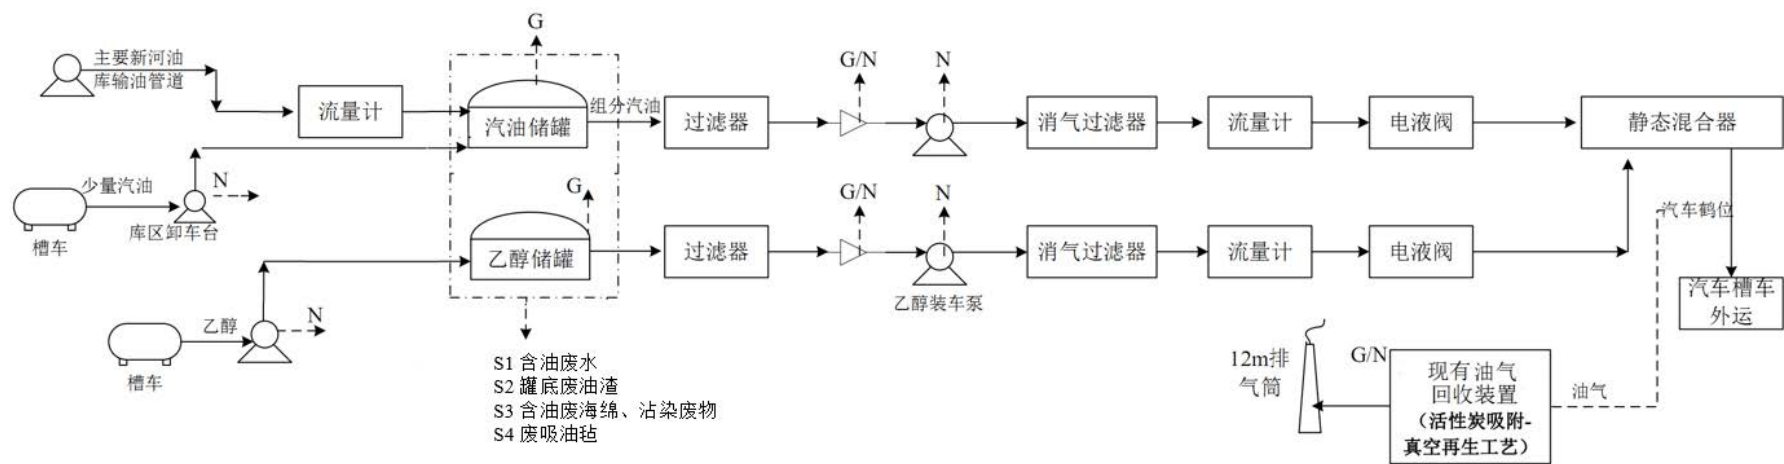 G
主要新河油
库输油管道
流量计
汽油储罐
组分汽油
过滤器
G/N
N
消气过滤器
流量计
电液阀
静态混合器
少量汽油
N
槽车
库区卸车台
G
乙醇储罐
过滤器
G/N
N
乙醇装车泵
消气过滤器
流量计
电液阀
汽车鹤位
汽车槽车
外运
乙醇
N
槽车
S1 含油废水
S2 罐底废油渣
S3 含油废海绵、沾染废物
S4 废吸油毡
12m排
气筒
G/N
现有油气
回收装置
（活性炭吸附-
真空再生工艺）
油气